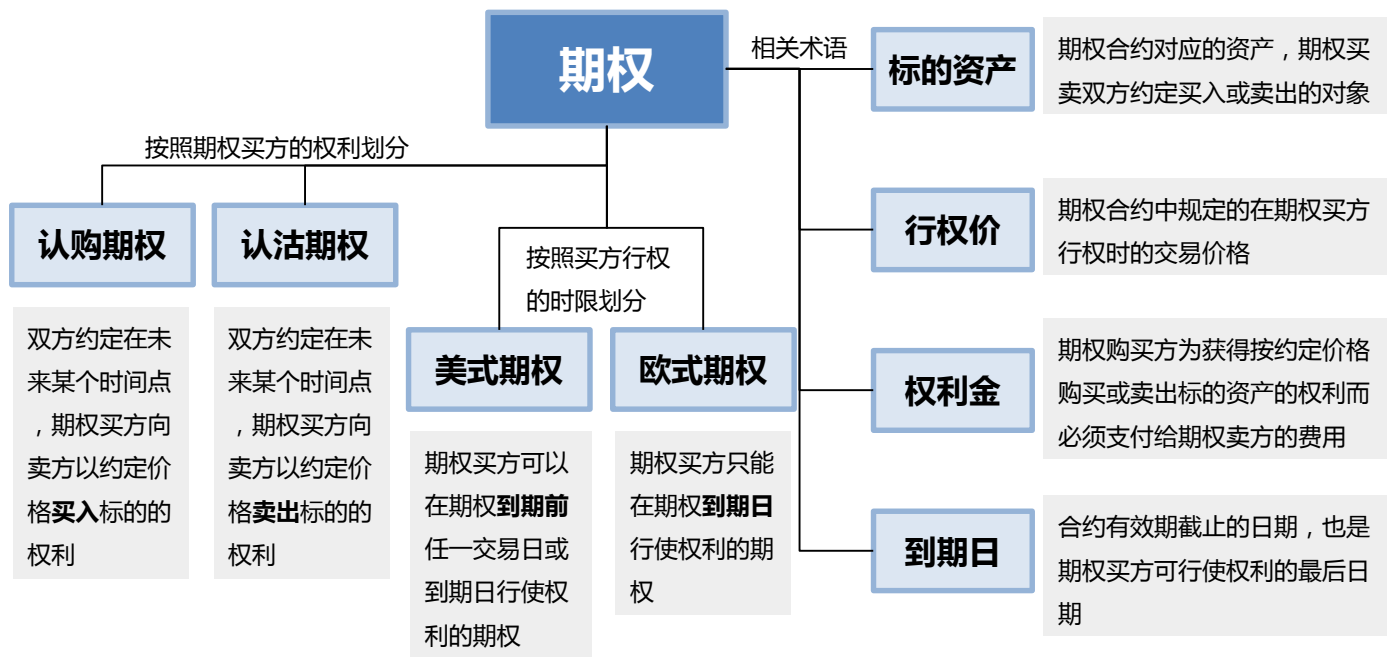 期权
相关术语
标的资产
期权合约对应的资产，期权买
卖双方约定买入或卖出的对象
按照期权买方的权利划分
认购期权
认沽期权
行权价
期权合约中规定的在期权买方
行权时的交易价格
按照买方行权
的时限划分
双方约定在未
来某个时间点
，期权买方向
卖方以约定价
格买入标的的
权利
双方约定在未
来某个时间点
，期权买方向
卖方以约定价
格卖出标的的
权利
美式期权
欧式期权
权利金
期权购买方为获得按约定价格
购买或卖出标的资产的权利而
必须支付给期权卖方的费用
期权买方可以
在期权到期前
任一交易日或
到期日行使权
利的期权
期权买方只能
在期权到期日
行使权利的期
权
到期日
合约有效期截止的日期，也是
期权买方可行使权利的最后日
期